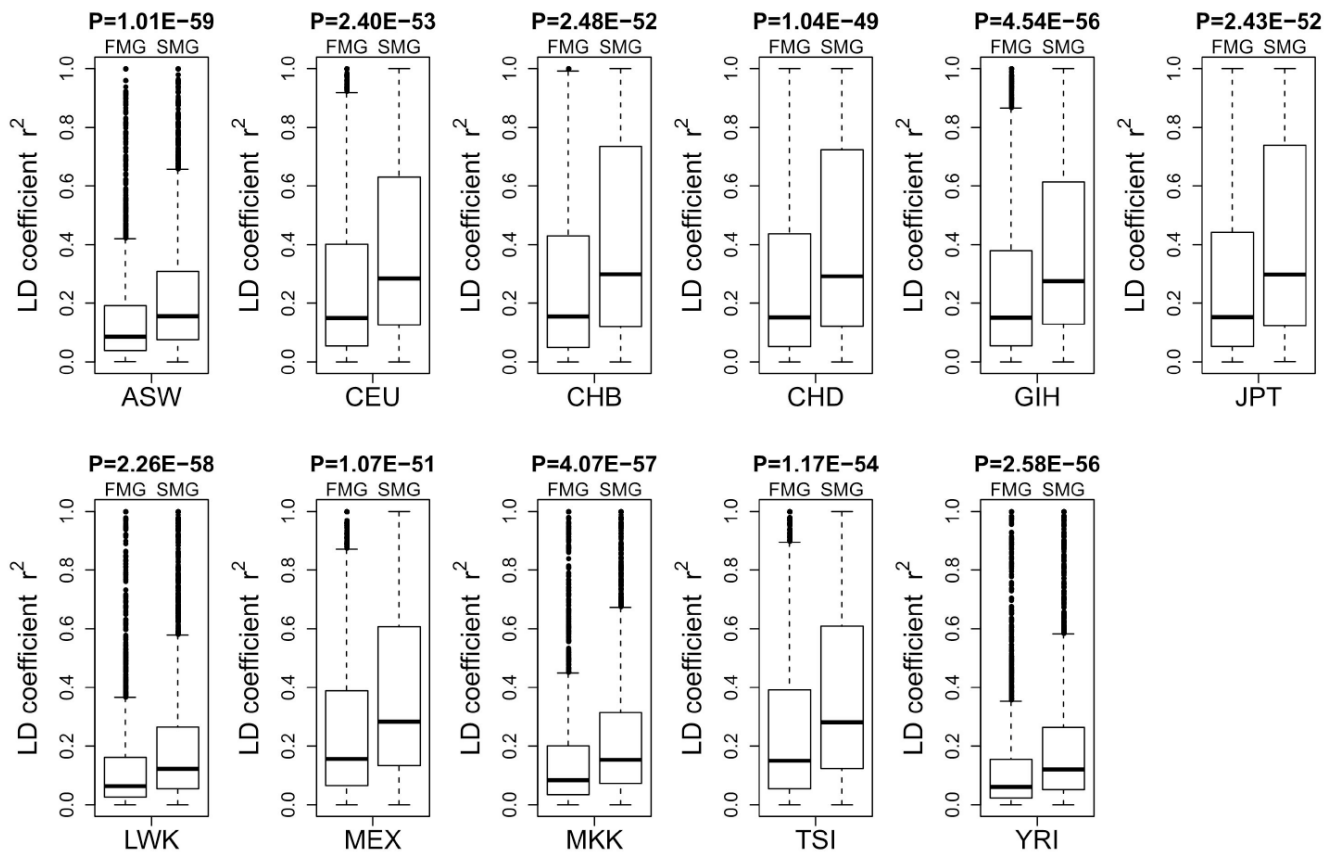 P=1.01E−59
FMG SMG
LD coefficient r²
0.0 0.2 0.4 0.6 0.8 1.0
ASW
P=2.40E−53
FMG SMG
LD coefficient r²
0.0 0.2 0.4 0.6 0.8 1.0
CEU
P=2.48E−52
FMG SMG
LD coefficient r²
0.0 0.2 0.4 0.6 0.8 1.0
CHB
P=1.04E−49
FMG SMG
LD coefficient r²
0.0 0.2 0.4 0.6 0.8 1.0
CHD
P=4.54E−56
FMG SMG
LD coefficient r²
0.0 0.2 0.4 0.6 0.8 1.0
GIH
P=2.43E−52
FMG SMG
LD coefficient r²
0.0 0.2 0.4 0.6 0.8 1.0
JPT
P=2.26E−58
FMG SMG
LD coefficient r²
0.0 0.2 0.4 0.6 0.8 1.0
LWK
P=1.07E−51
FMG SMG
LD coefficient r²
0.0 0.2 0.4 0.6 0.8 1.0
MEX
P=4.07E−57
FMG SMG
LD coefficient r²
0.0 0.2 0.4 0.6 0.8 1.0
MKK
P=1.17E−54
FMG SMG
LD coefficient r²
0.0 0.2 0.4 0.6 0.8 1.0
TSI
P=2.58E−56
FMG SMG
LD coefficient r²
0.0 0.2 0.4 0.6 0.8 1.0
YRI